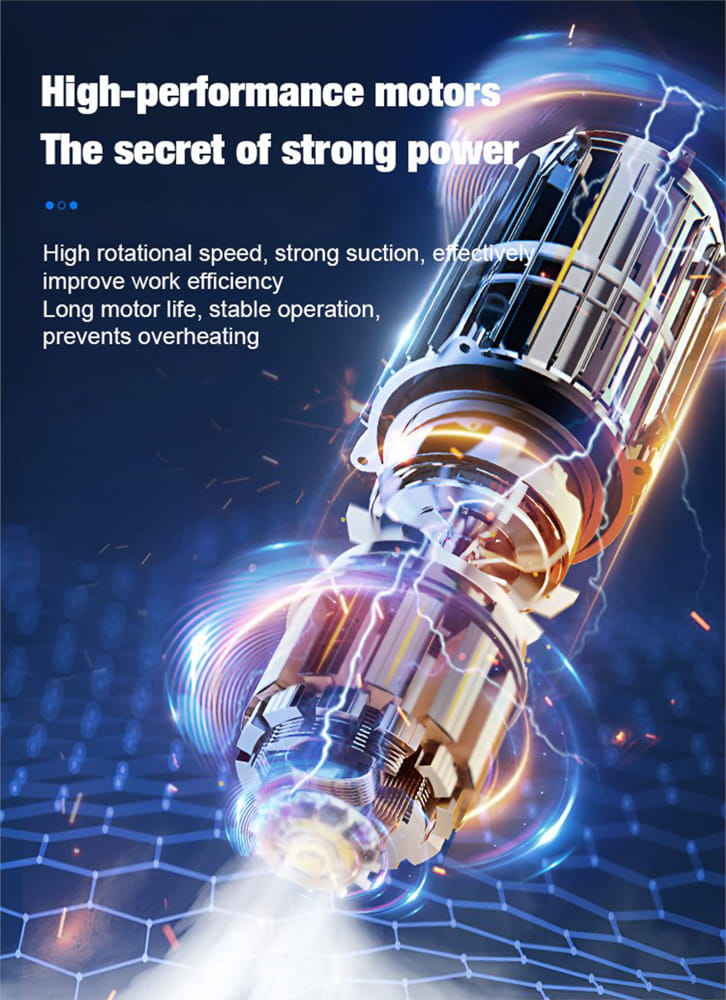 High-performance motors
The secret of strong power
High rotational speed, strong suction, effectively
improve work efficiency
Long motor life, stable operation,
prevents overheating